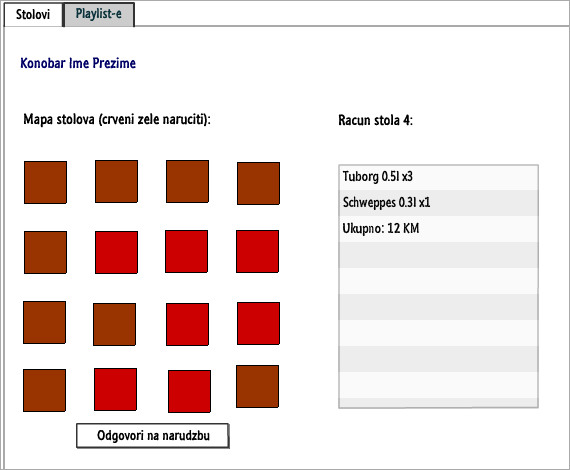 Stolovi
Playlist-e
Konobar Ime Prezime
Mapa stolova (crveni zele naruciti):
Racun stola 4:
Tuborg 0.5l x3
Schweppes 0.3l x1
Ukupno: 12 KM
Odgovori na narudzbu